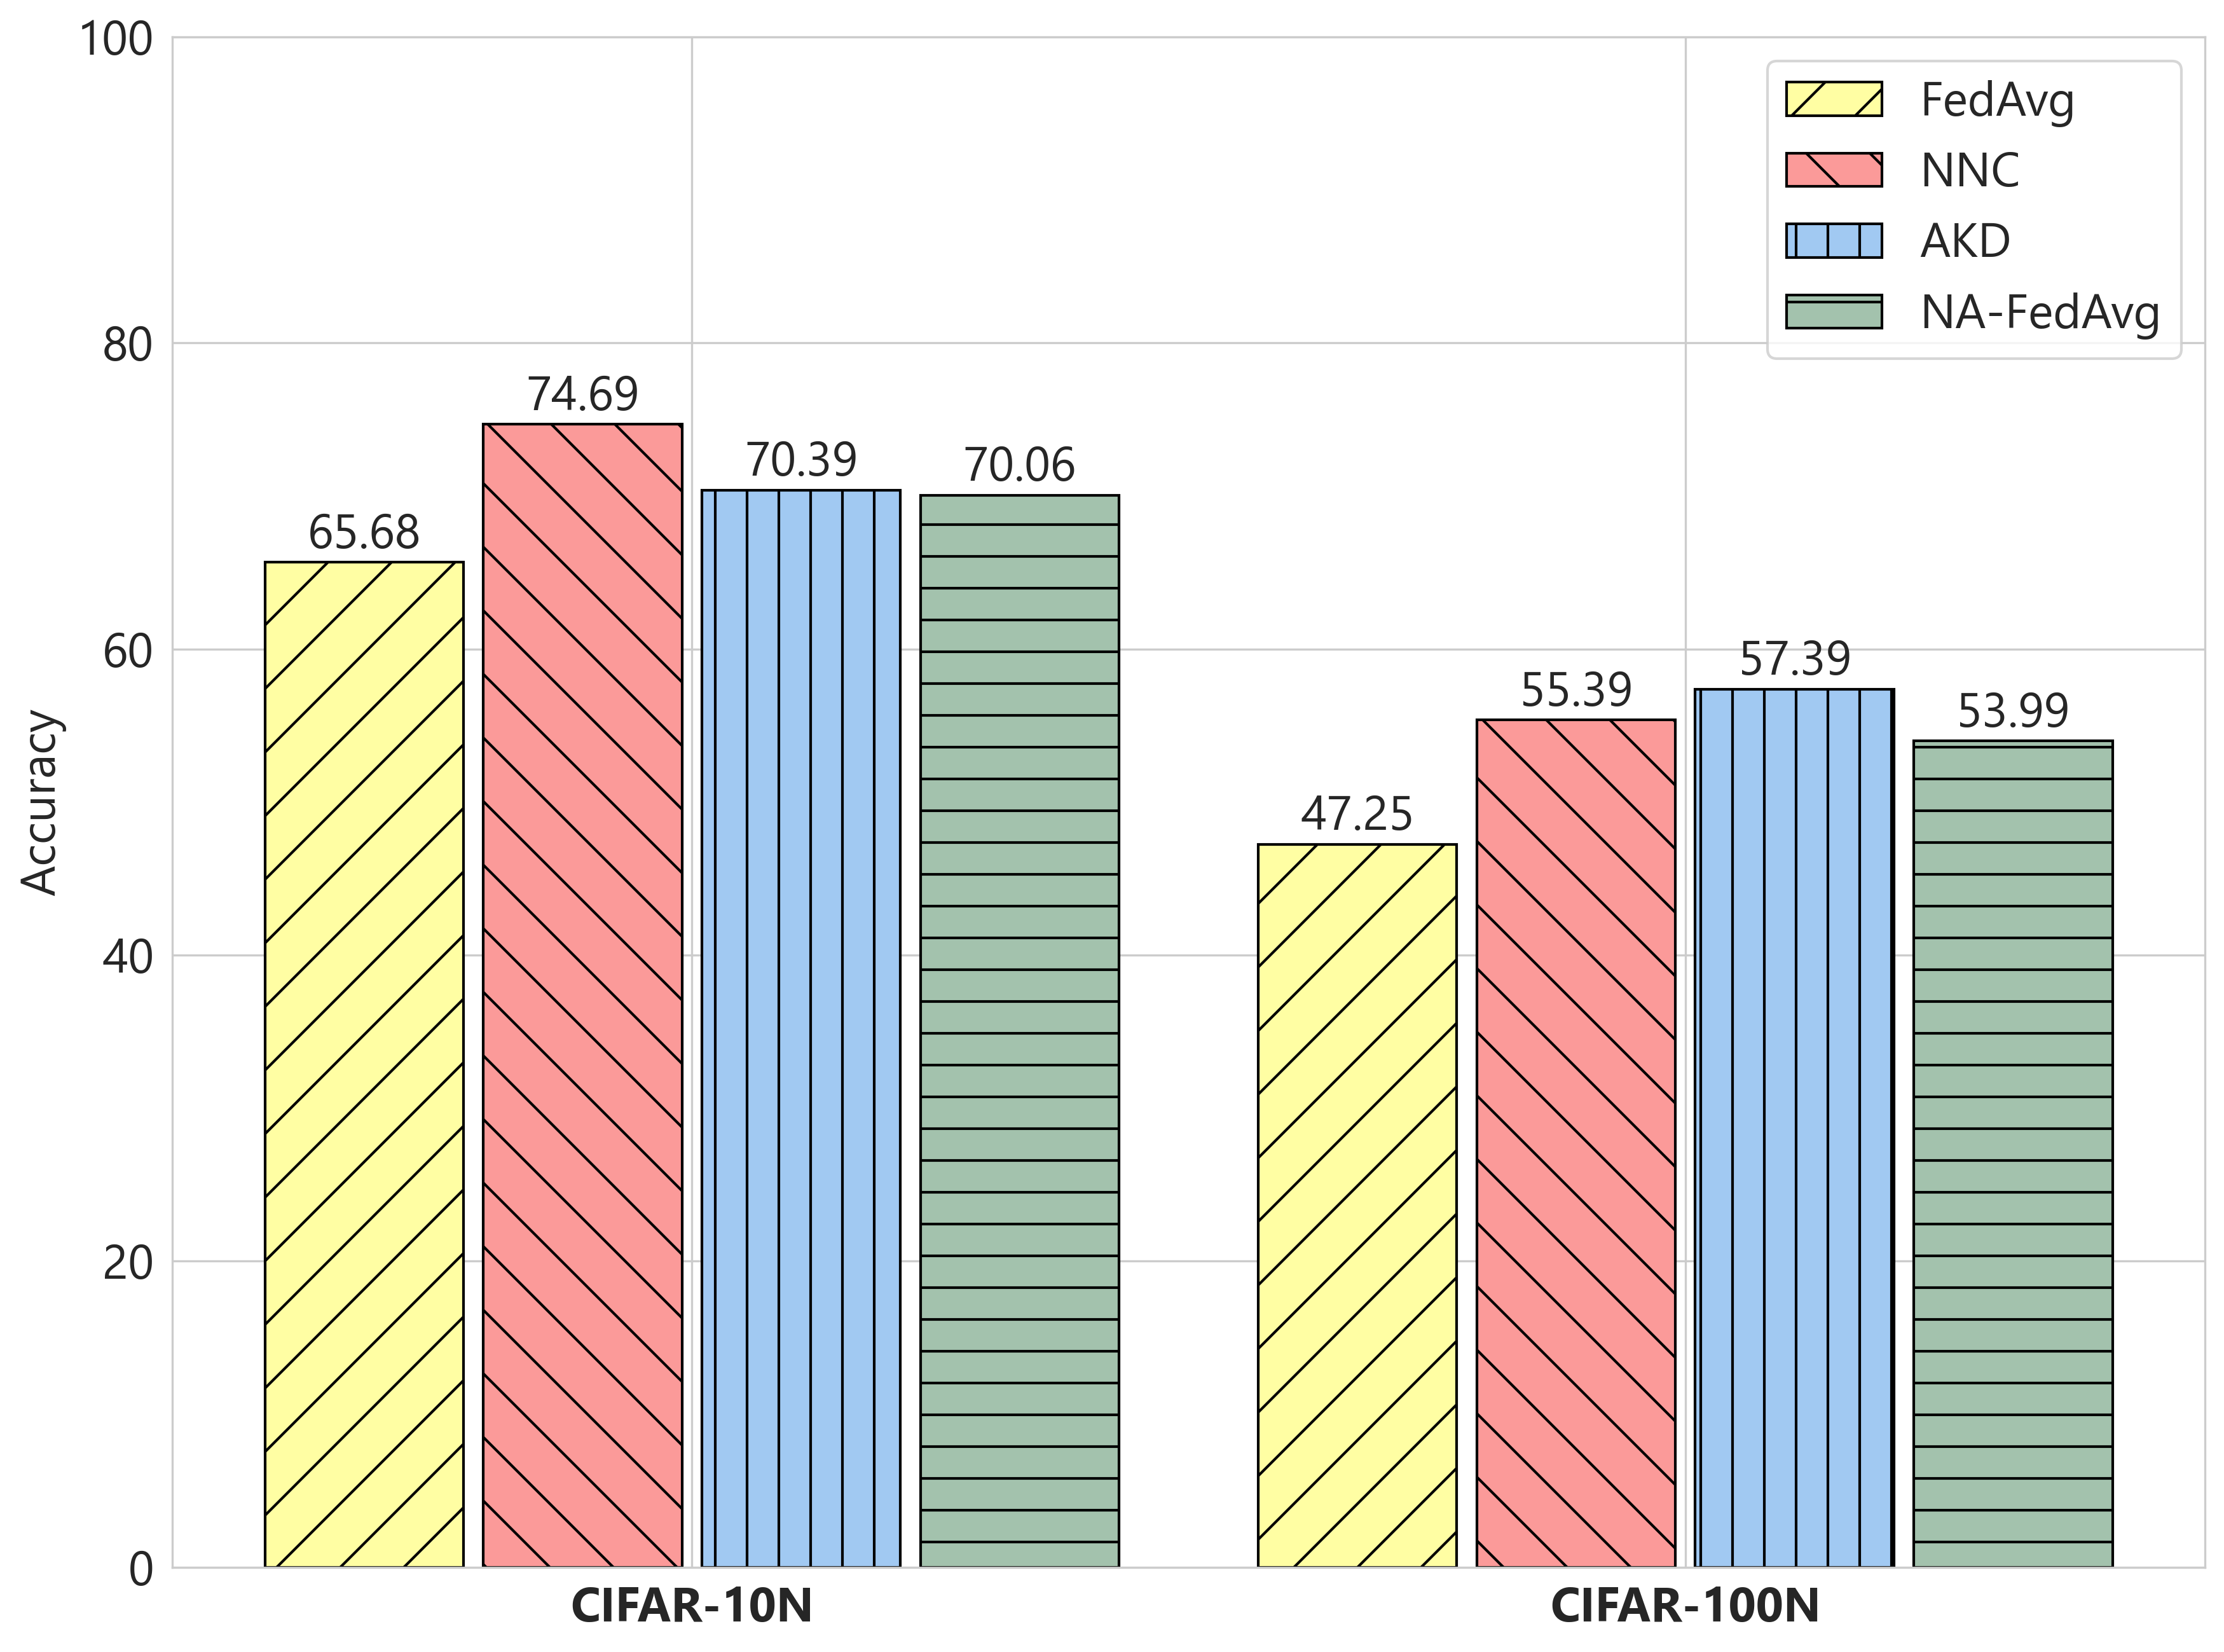 100
80
60
40
20
0
Accuracy
FedAvg
NNC
AKD
NA-FedAvg
65.68
74.69
70.39
70.06
47.25
55.39
57.39
53.99
CIFAR-10N
CIFAR-100N